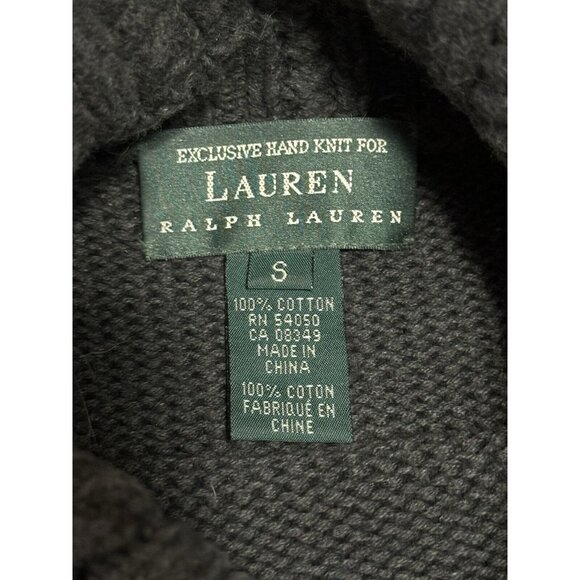 EXCLUSIVE HAND KNIT FOR
LAUREN
RALPH LAUREN
S
100% COTTON
RN 54050
CA 08349
MADE IN
CHINA
100% COTON
FABRIQUÉ EN
CHINE